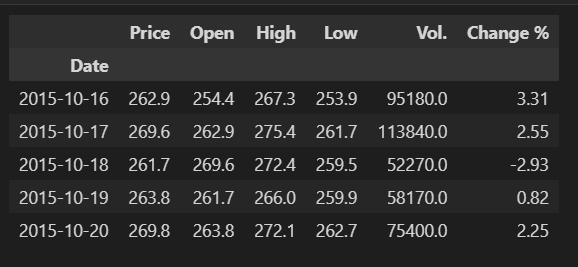 Price Open High Low Vol. Change %
Date
2015-10-16 262.9 254.4 267.3 253.9 95180.0 3.31
2015-10-17 269.6 262.9 275.4 261.7 113840.0 2.55
2015-10-18 261.7 269.6 272.4 259.5 52270.0 -2.93
2015-10-19 263.8 261.7 266.0 259.9 58170.0 0.82
2015-10-20 269.8 263.8 272.1 262.7 75400.0 2.25